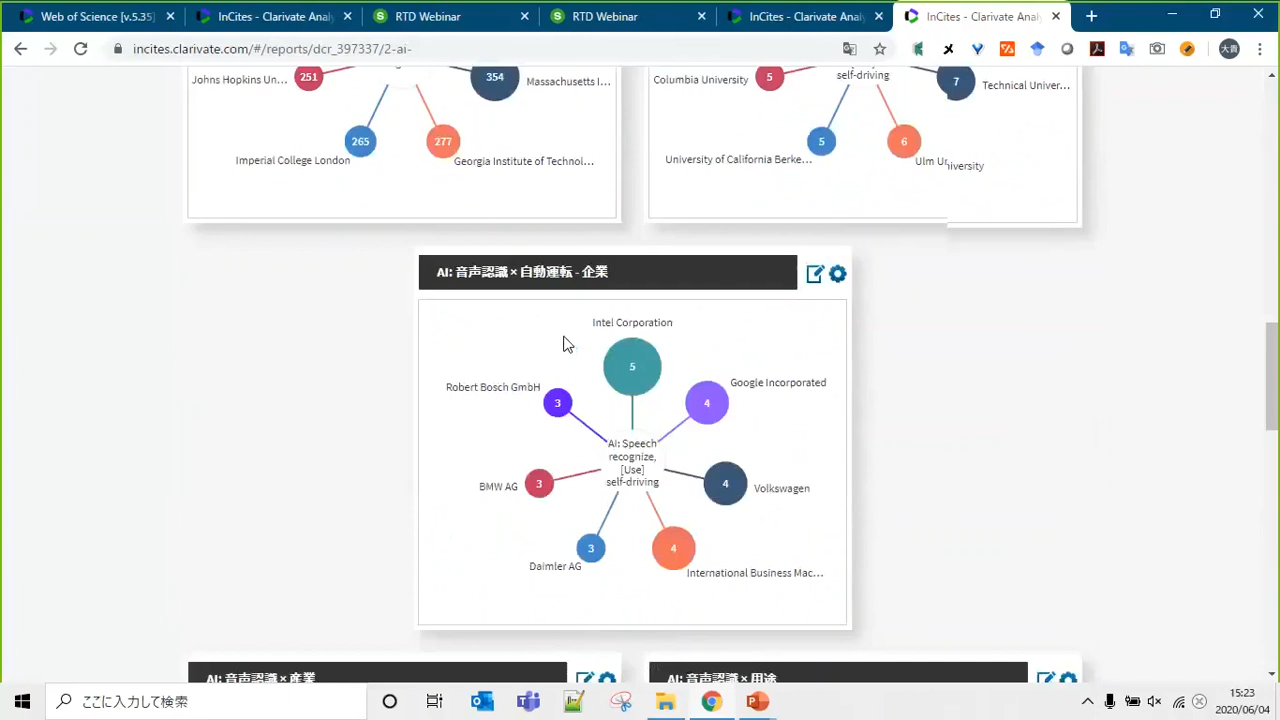 Web of Science [v.5.35]
InCites - Clarivate Analy
RTD Webinar
RTD Webinar
InCites - Clarivate Analy
InCites - Clarivate Analy
incites.clarivate.com/#/reports/dcr_397337/2-ai-
大貴
Johns Hopkins Un...
251
354
Massachusetts I...
265
277
Imperial College London
Georgia Institute of Technol...
Columbia University
5
self-driving
7
Technical Univer...
5
6
University of California Berke...
Ulm Un
iversity
AI: 音声認識 × 自動運転 - 企業
Intel Corporation
5
Robert Bosch GmbH
3
4
Google Incorporated
AI: Speech
recognize,
[Use]
self-driving
BMW AG
3
4
Volkswagen
3
4
Daimler AG
International Business Mac...
AI: 音声認識 × 産業
AI: 音声認識 × 用途
ここに入力して検索
15:23
2020/06/04